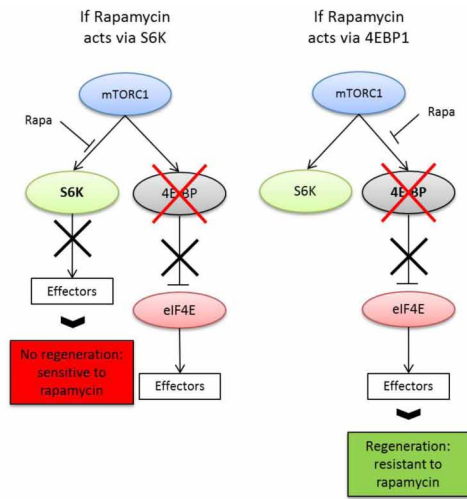 If Rapamycin
acts via S6K
mTORC1
Rapa
S6K
4E-BP
Effectors
eIF4E
No regeneration:
sensitive to
rapamycin
Effectors
If Rapamycin
acts via 4EBP1
mTORC1
Rapa
S6K
4E-BP
eIF4E
Effectors
Regeneration:
resistant to
rapamycin